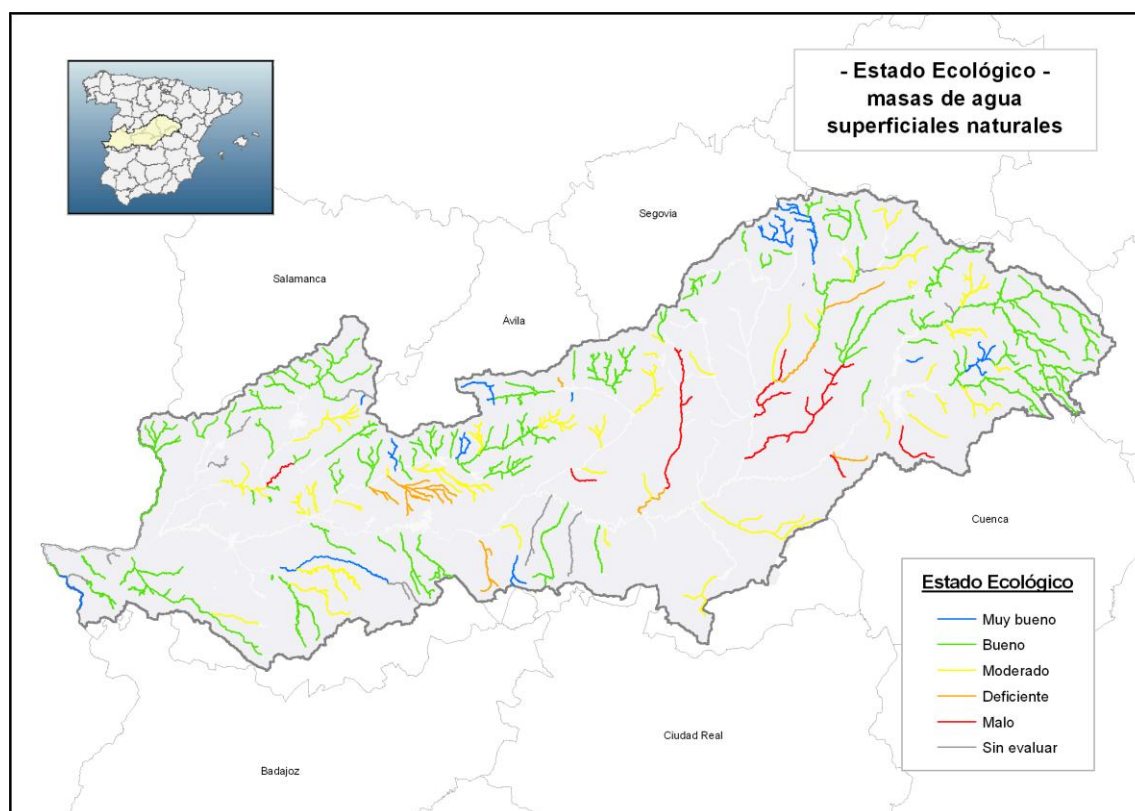 - Estado Ecológico -
masas de agua
superficiales naturales
Segovia
Salamanca
Ávila
Cuenca
Ciudad Real
Badajoz
Estado Ecológico
Muy bueno
Bueno
Moderado
Deficiente
Malo
Sin evaluar